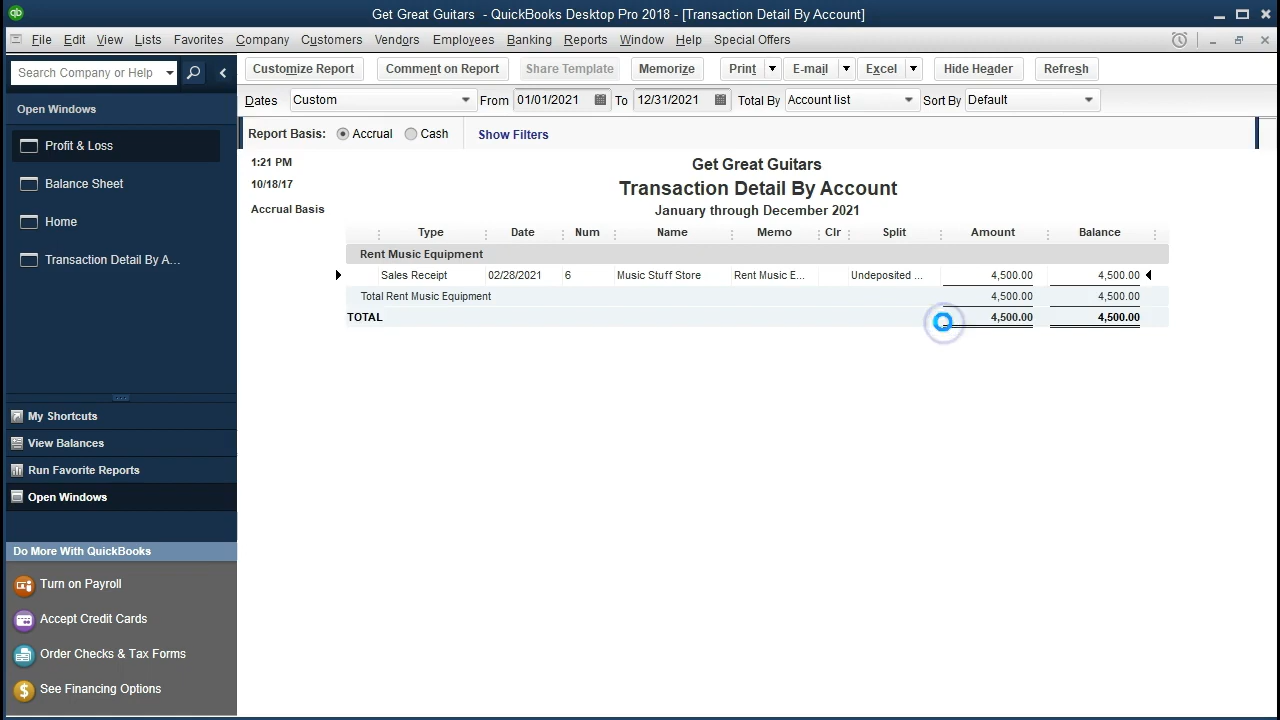 Get Great Guitars - QuickBooks Desktop Pro 2018 - [Transaction Detail By Account]
File Edit View Lists Favorites Company Customers Vendors Employees Banking Reports Window Help Special Offers
Search Company or Help
Customize Report Comment on Report Share Template Memorize Print E-mail Excel Hide Header Refresh
Dates Custom From 01/01/2021 To 12/31/2021 Total By Account list Sort By Default
Open Windows
Profit & Loss
Balance Sheet
Home
Transaction Detail By A...
My Shortcuts
View Balances
Run Favorite Reports
Open Windows
Do More With QuickBooks
Turn on Payroll
Accept Credit Cards
Order Checks & Tax Forms
See Financing Options
Report Basis: Accrual Cash Show Filters
1:21 PM
10/18/17
Accrual Basis
Get Great Guitars
Transaction Detail By Account
January through December 2021
Type Date Num Name Memo Clr Split Amount Balance
Rent Music Equipment
Sales Receipt 02/28/2021 6 Music Stuff Store Rent Music E... Undeposited ... 4,500.00 4,500.00
Total Rent Music Equipment 4,500.00 4,500.00
TOTAL 4,500.00 4,500.00